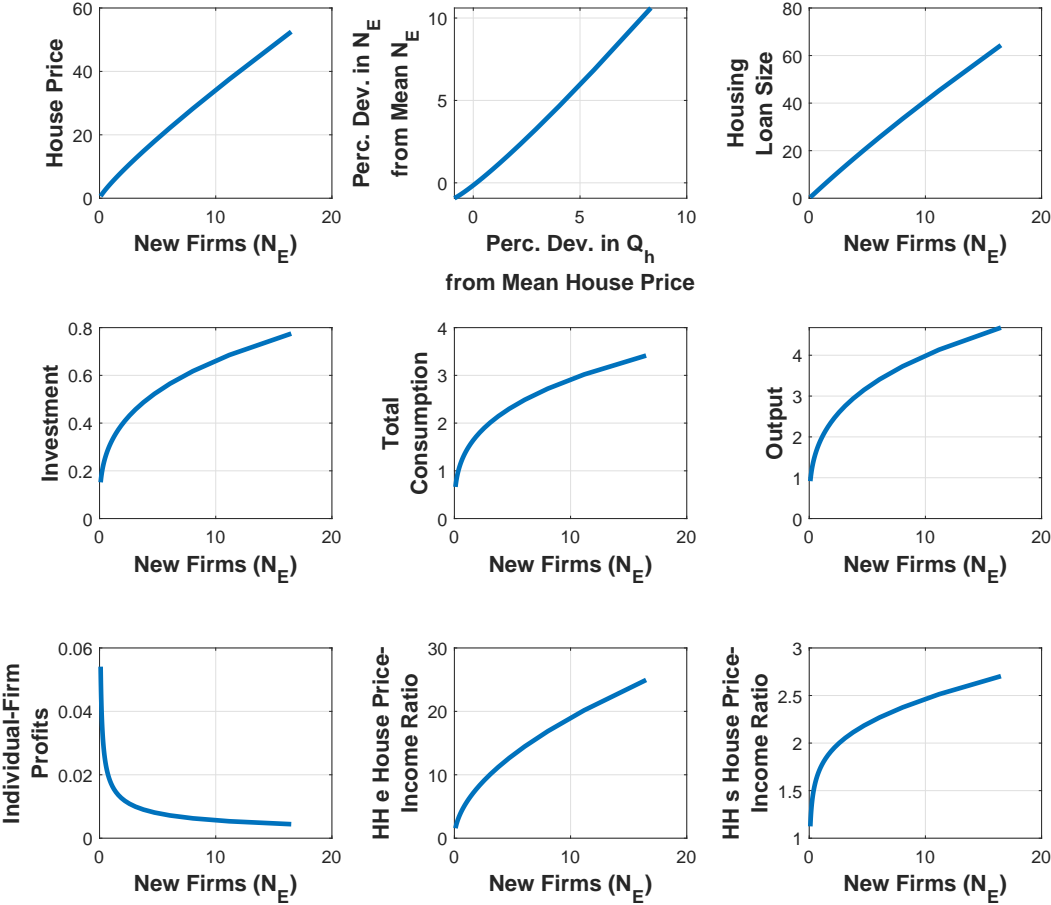 House Price
60
40
20
0
0
10
20
New Firms (N_E)
Perc. Dev. in N_E
from Mean N_E
10
5
0
0
5
10
Perc. Dev. in Q_h
from Mean House Price
Housing
Loan Size
80
60
40
20
0
0
10
20
New Firms (N_E)
Investment
0.8
0.6
0.4
0.2
0
0
10
20
New Firms (N_E)
Total
Consumption
4
3
2
1
0
0
10
20
New Firms (N_E)
Output
4
3
2
1
0
0
10
20
New Firms (N_E)
Individual-Firm
Profits
0.06
0.04
0.02
0
0
10
20
New Firms (N_E)
HH e House Price-
Income Ratio
30
20
10
0
0
10
20
New Firms (N_E)
HH s House Price-
Income Ratio
3
2.5
2
1.5
1
0
10
20
New Firms (N_E)